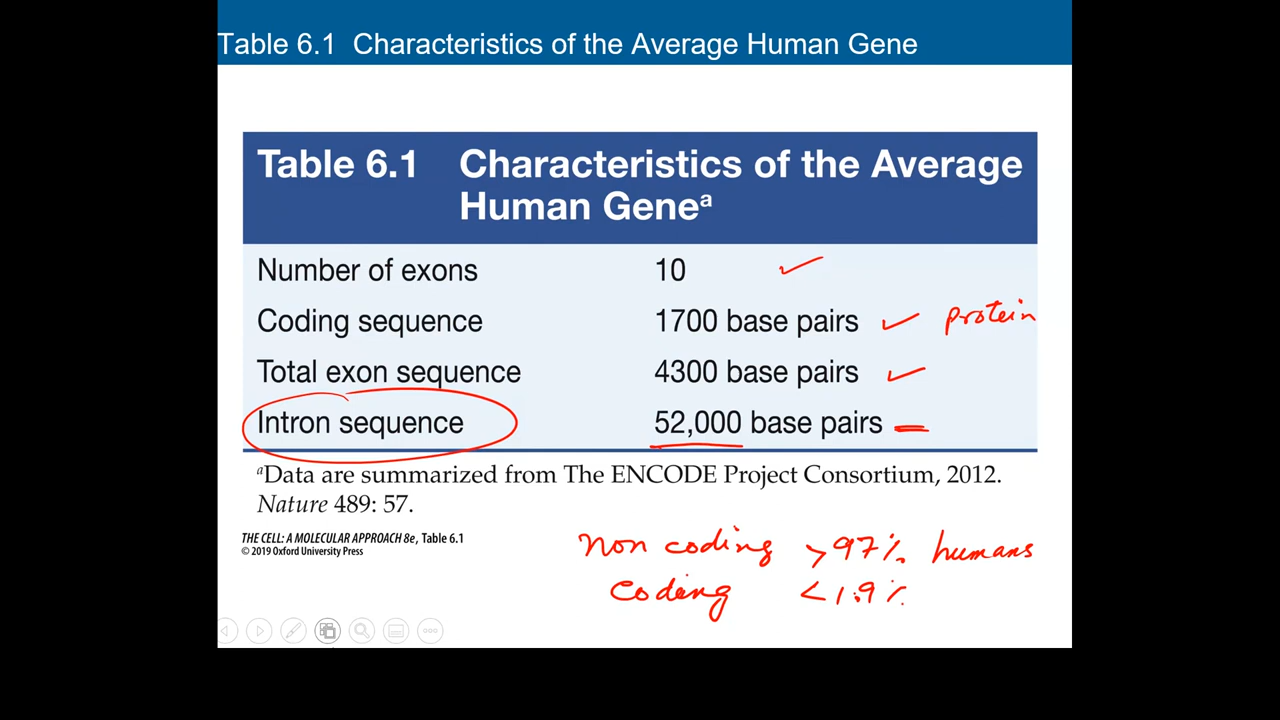 Table 6.1 Characteristics of the Average Human Gene
Table 6.1 Characteristics of the Average
Human Geneᵃ
Number of exons 10
Coding sequence 1700 base pairs protein
Total exon sequence 4300 base pairs
Intron sequence 52,000 base pairs
ᵃData are summarized from The ENCODE Project Consortium, 2012.
Nature 489: 57.
THE CELL: A MOLECULAR APPROACH 8e, Table 6.1
© 2019 Oxford University Press
Non coding >97% humans
Coding <1.9%